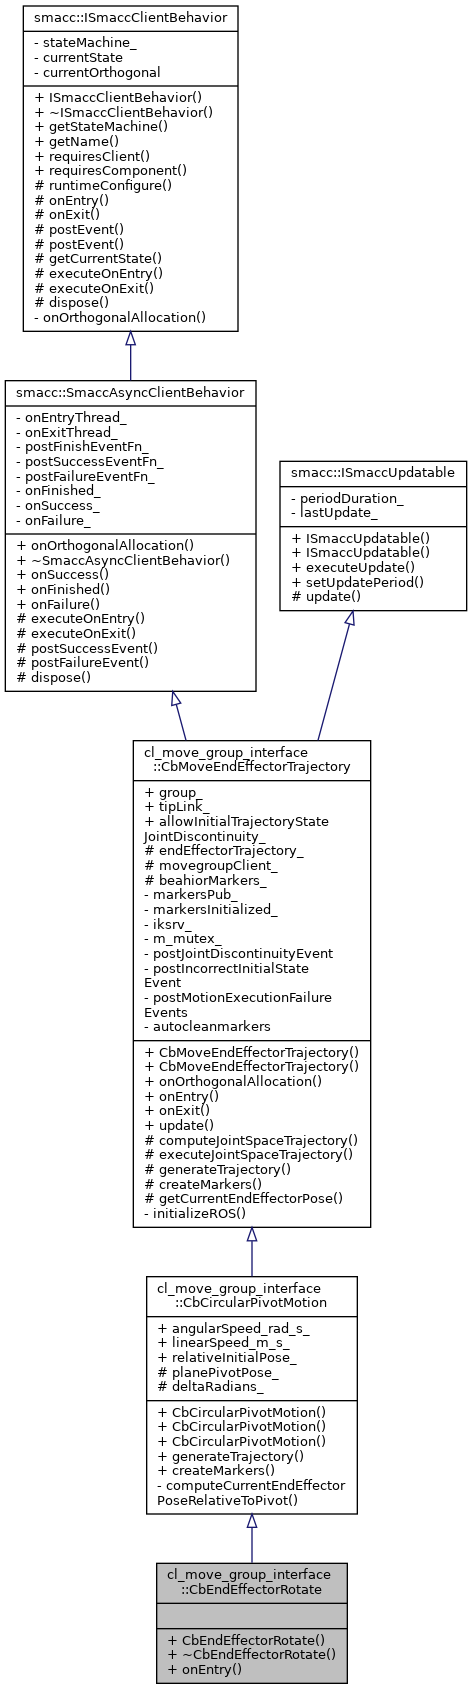 smacc::ISmaccClientBehavior
- stateMachine_
- currentState
- currentOrthogonal
+ ISmaccClientBehavior()
+ ~ISmaccClientBehavior()
+ getStateMachine()
+ getName()
+ requiresClient()
+ requiresComponent()
# runtimeConfigure()
# onEntry()
# onExit()
# postEvent()
# postEvent()
# getCurrentState()
# executeOnEntry()
# executeOnExit()
# dispose()
- onOrthogonalAllocation()
smacc::SmaccAsyncClientBehavior
- onEntryThread_
- onExitThread_
- postFinishEventFn_
- postSuccessEventFn_
- postFailureEventFn_
- onFinished_
- onSuccess_
- onFailure_
+ onOrthogonalAllocation()
+ ~SmaccAsyncClientBehavior()
+ onSuccess()
+ onFinished()
+ onFailure()
# executeOnEntry()
# executeOnExit()
# postSuccessEvent()
# postFailureEvent()
# dispose()
smacc::ISmaccUpdatable
- periodDuration_
- lastUpdate_
+ ISmaccUpdatable()
+ ISmaccUpdatable()
+ executeUpdate()
+ setUpdatePeriod()
# update()
cl_move_group_interface
::CbMoveEndEffectorTrajectory
+ group_
+ tipLink_
+ allowInitialTrajectoryState
JointDiscontinuity_
# endEffectorTrajectory_
# movegroupClient_
# beahiorMarkers_
- markersPub_
- markersInitialized_
- iksrv_
- m_mutex_
- postJointDiscontinuityEvent
- postIncorrectInitialState
Event
- postMotionExecutionFailure
Events
- autocleanmarkers
+ CbMoveEndEffectorTrajectory()
+ CbMoveEndEffectorTrajectory()
+ onOrthogonalAllocation()
+ onEntry()
+ onExit()
+ update()
# computeJointSpaceTrajectory()
# executeJointSpaceTrajectory()
# generateTrajectory()
# createMarkers()
# getCurrentEndEffectorPose()
- initializeROS()
cl_move_group_interface
::CbCircularPivotMotion
+ angularSpeed_rad_s_
+ linearSpeed_m_s_
+ relativeInitialPose_
# planePivotPose_
# deltaRadians_
+ CbCircularPivotMotion()
+ CbCircularPivotMotion()
+ CbCircularPivotMotion()
+ generateTrajectory()
+ createMarkers()
- computeCurrentEndEffector
PoseRelativeToPivot()
cl_move_group_interface
::CbEndEffectorRotate
+ CbEndEffectorRotate()
+ ~CbEndEffectorRotate()
+ onEntry()